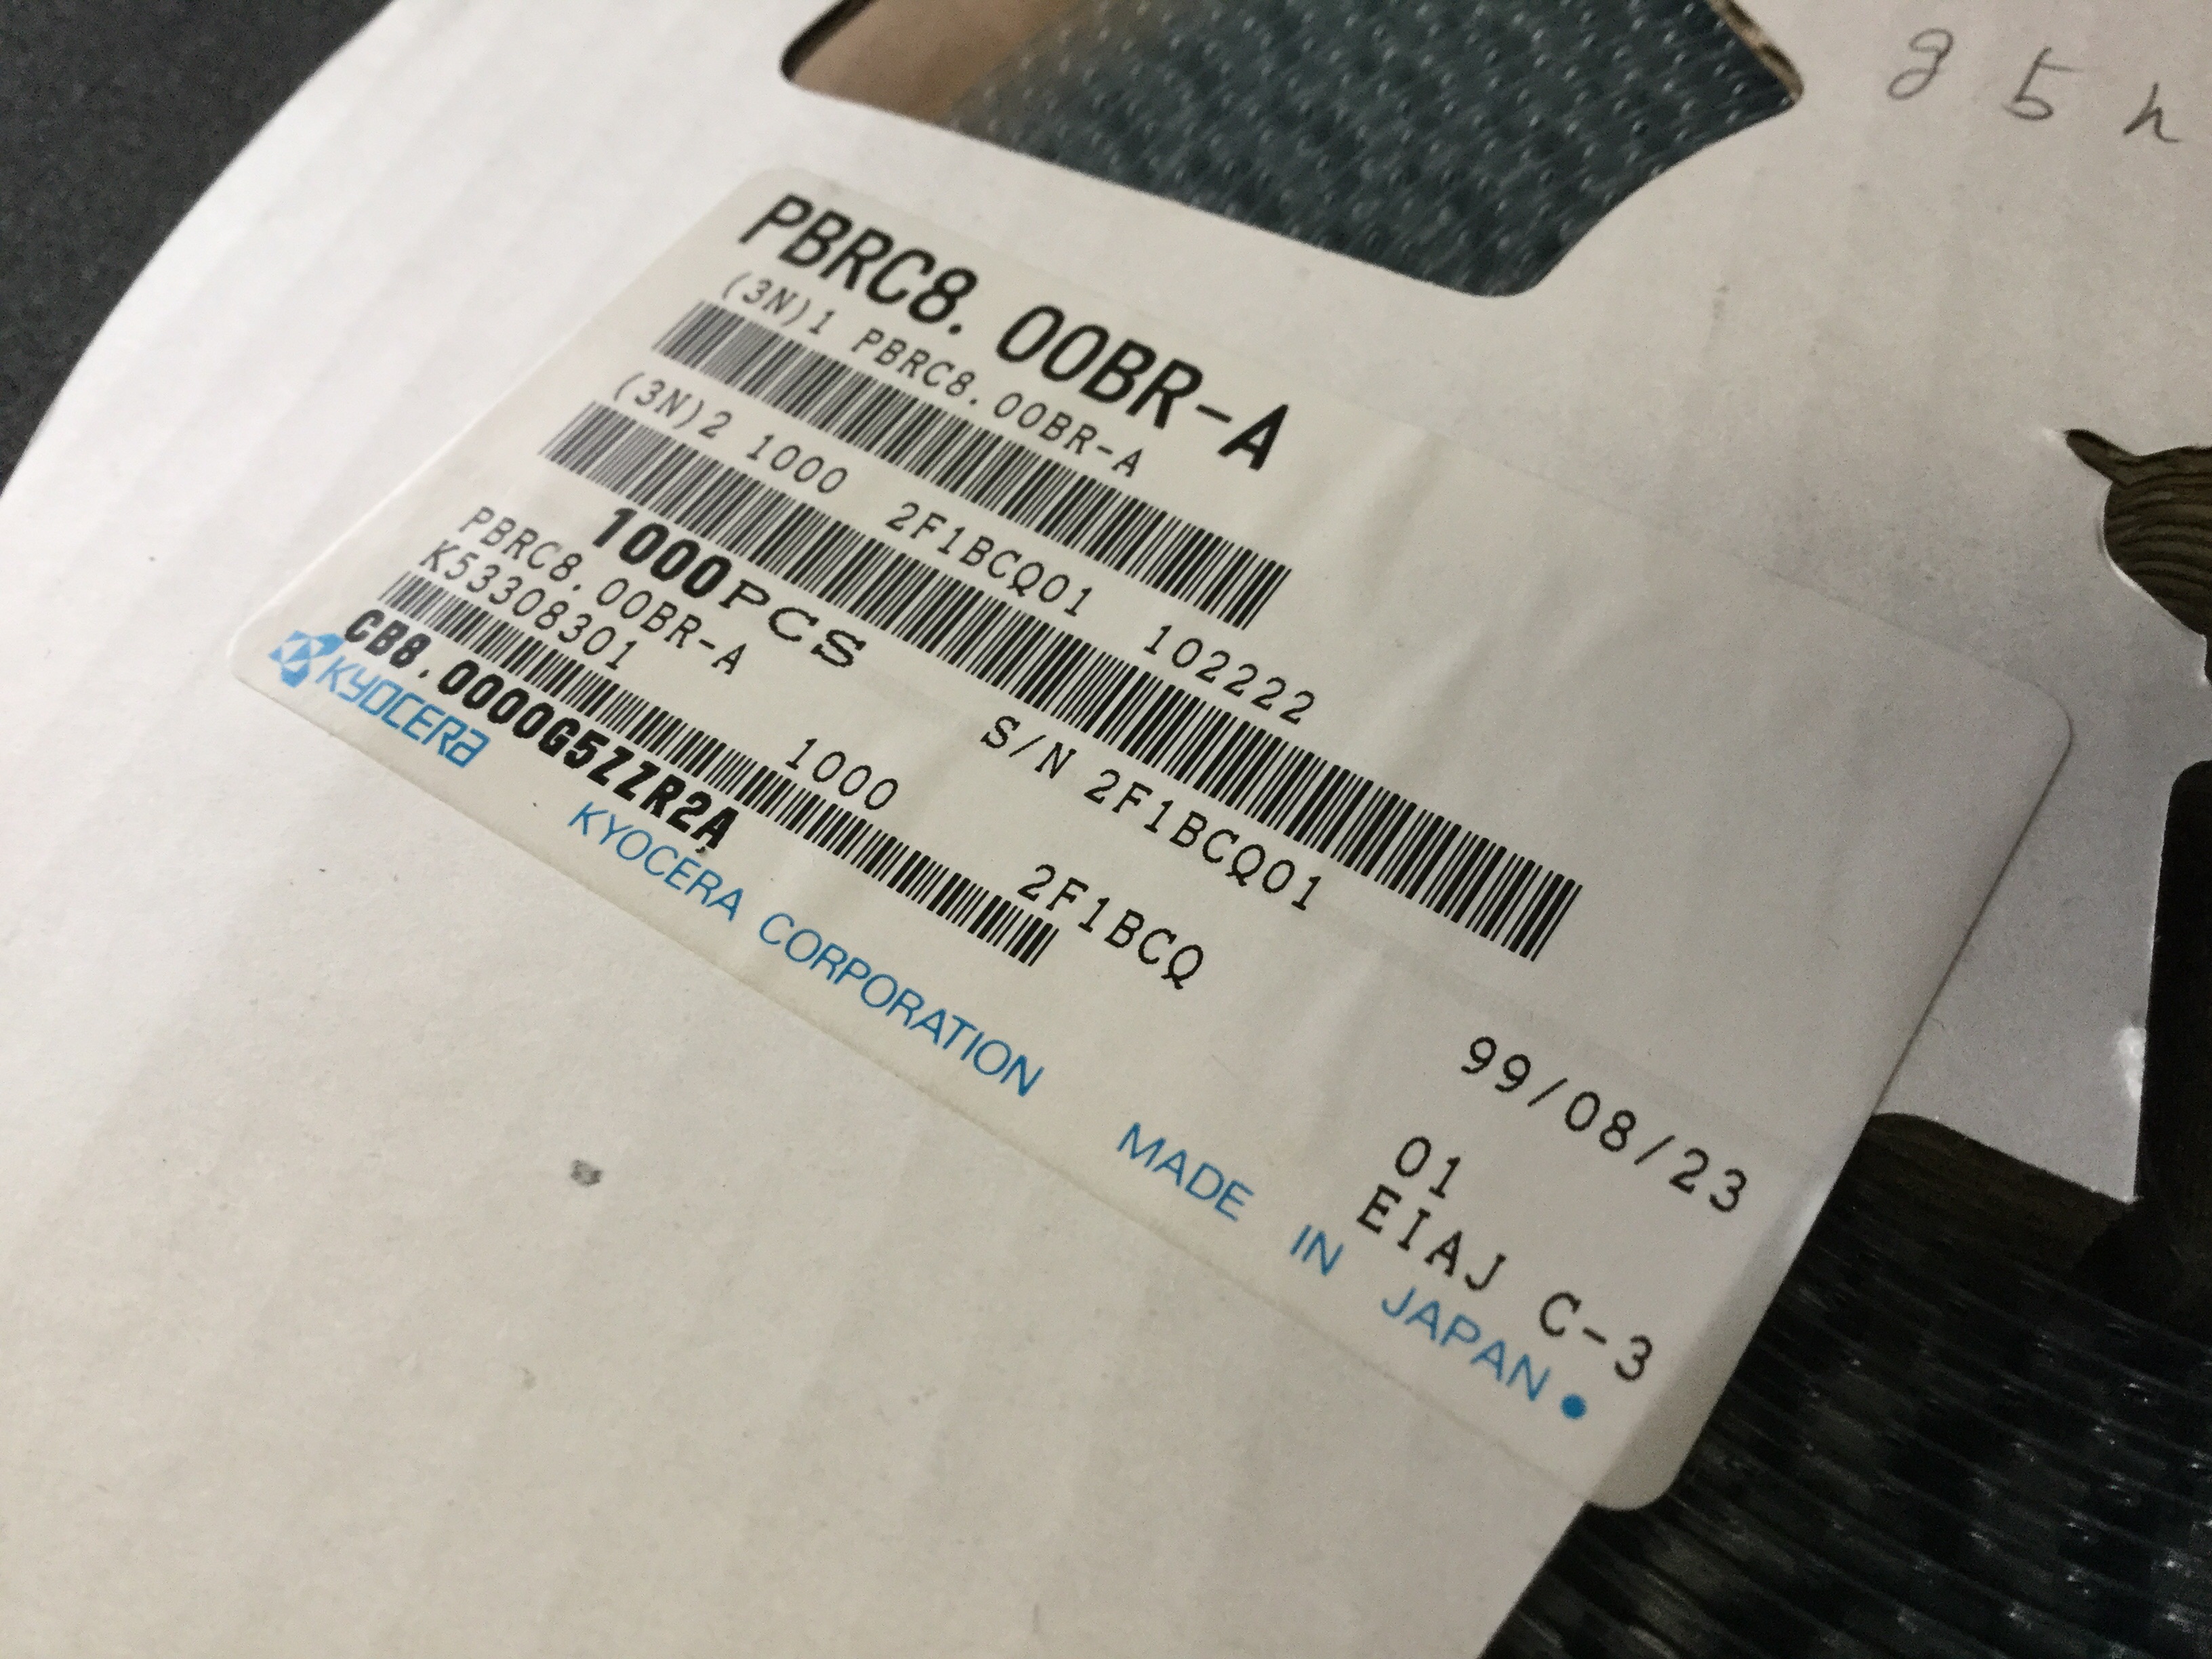 g 5 h
PBRC8.00BR-A
(3N)1 PBRC8.00BR-A
(3N)2 1000 2F1BCQ01 102222
1000PCS S/N 2F1BCQ01 99/08/23
PBRC8.00BR-A
K53308301 1000 2F1BCQ 01
CB8.0000G5ZZR2A EIAJ C-3
KYOCERA KYOCERA CORPORATION MADE IN JAPAN